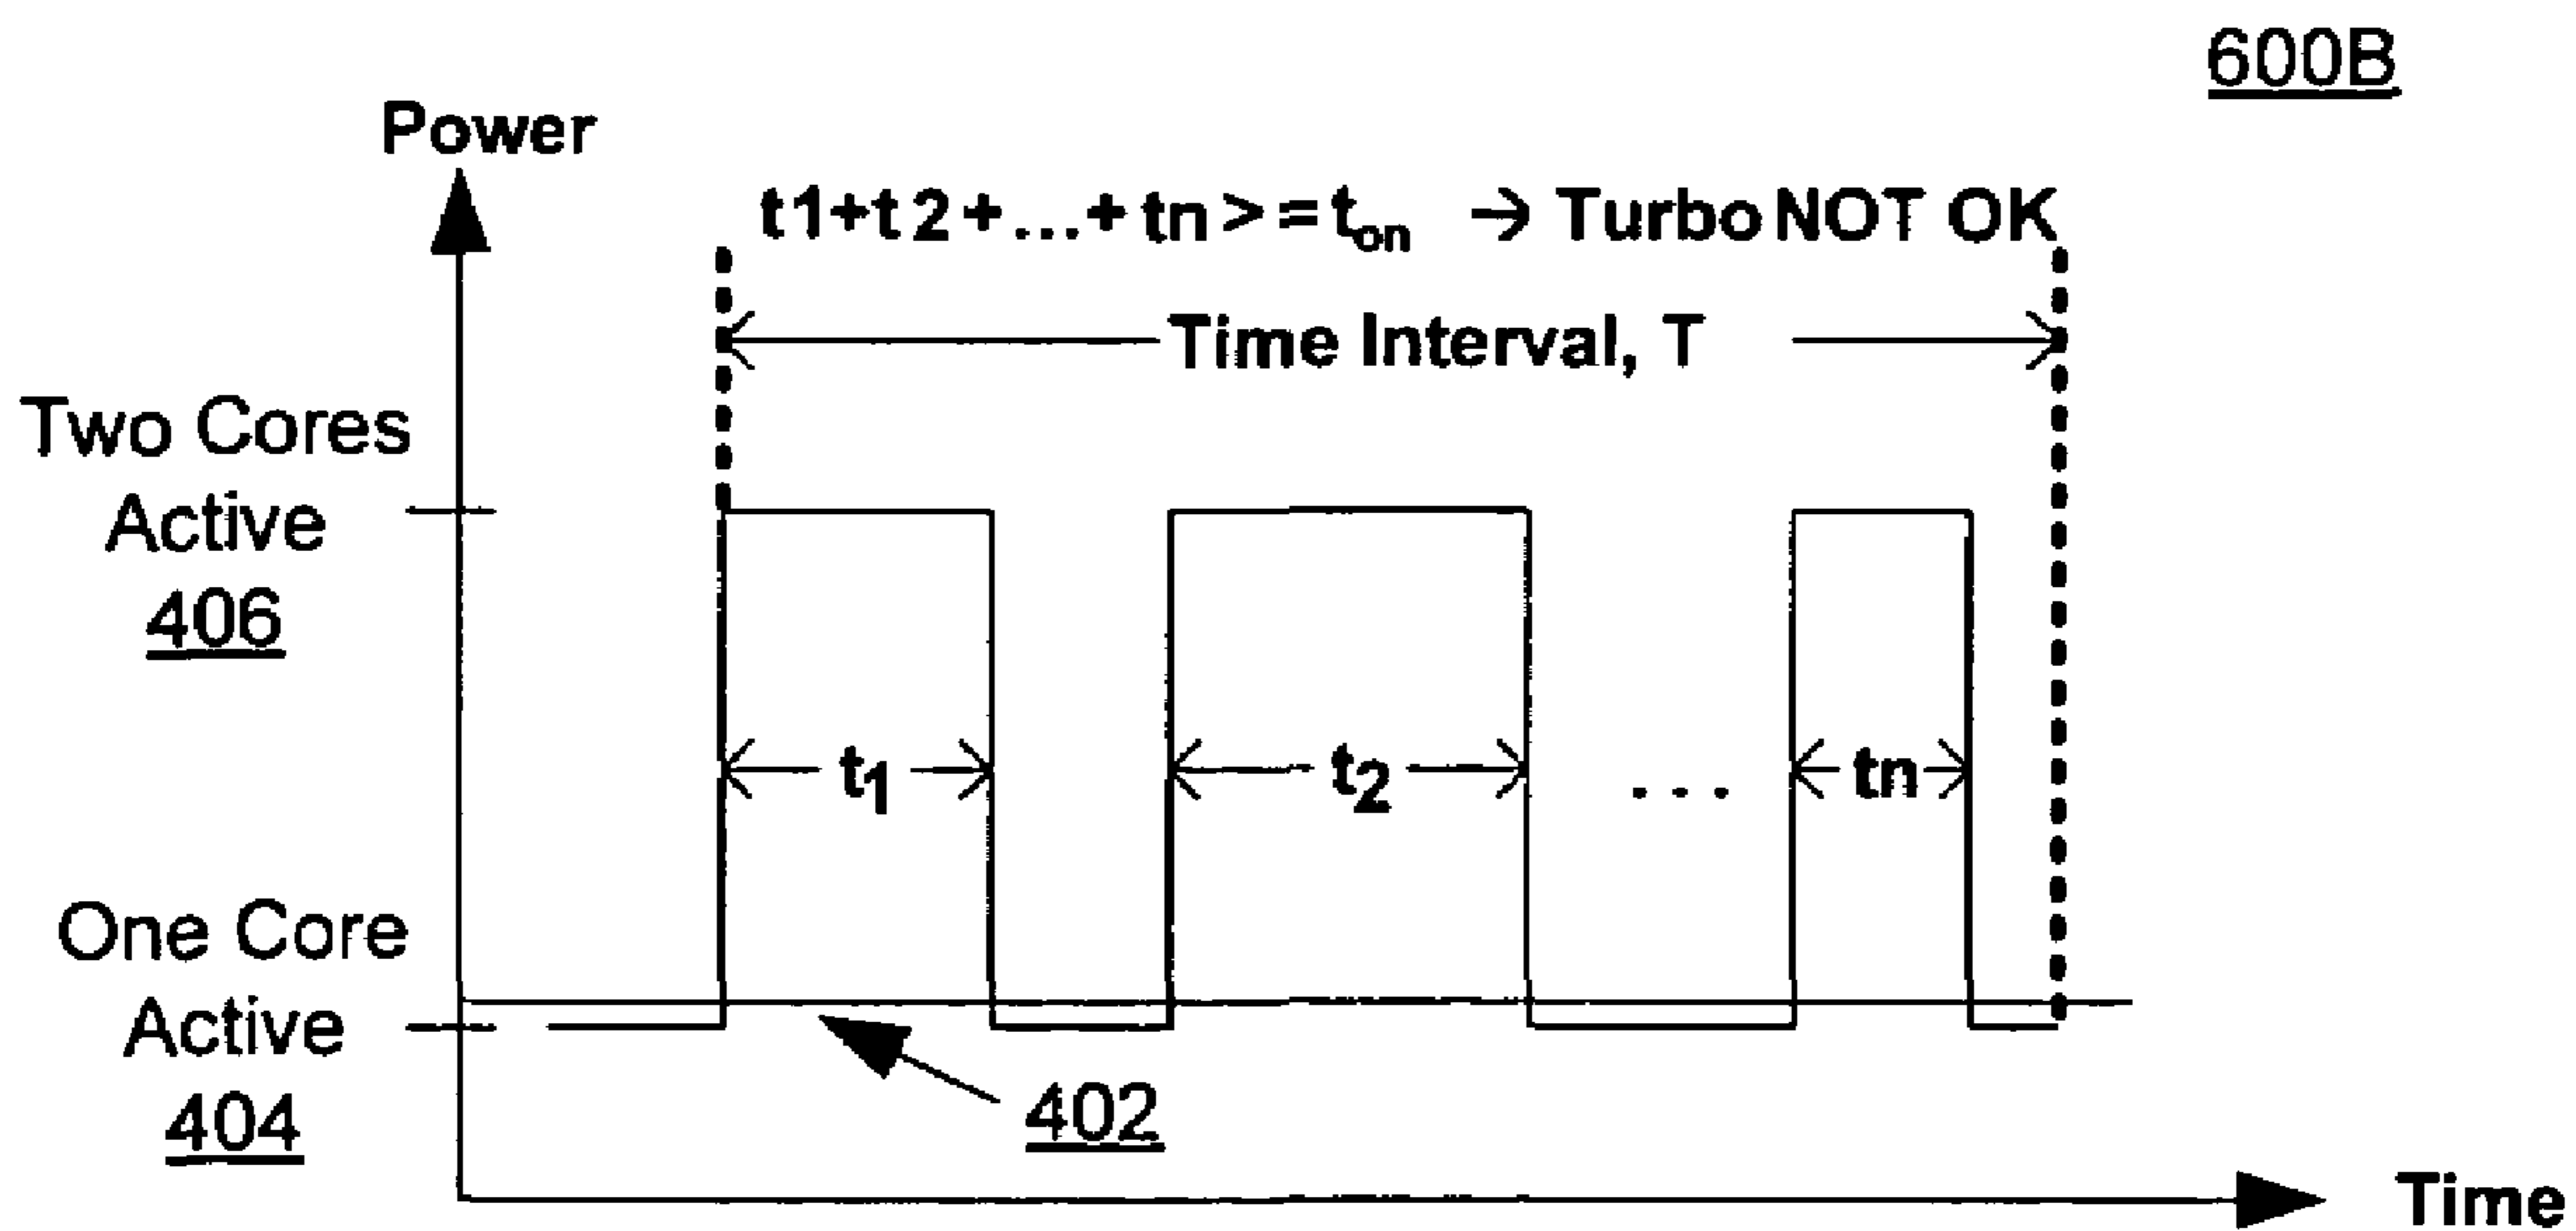 600B
Power
t1+t2+...+tn>=ton → Turbo NOT OK
Time Interval, T
Two Cores
Active
406
t1
t2
...
tn
One Core
Active
404
402
Time